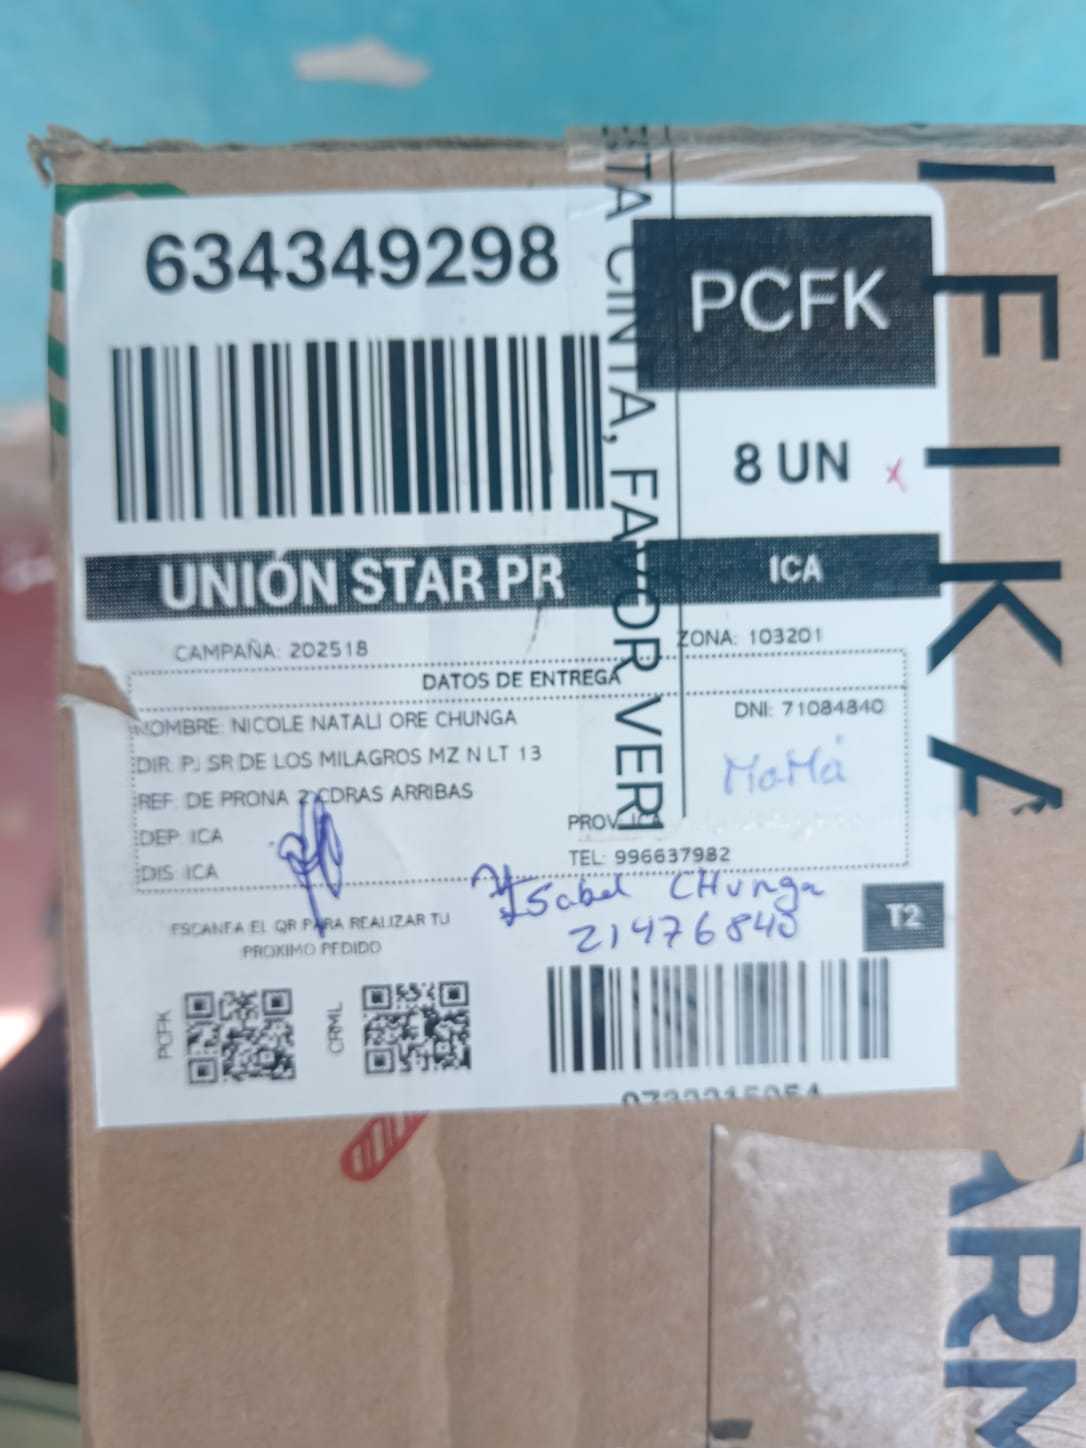 634349298
PCFK
8 UN
UNIÓN STAR PR
ICA
CAMPAÑA: 202518
ZONA: 103201
DATOS DE ENTREGA
NOMBRE: NICOLE NATALI ORE CHUNGA
DNI: 71084840
DIR: PJ SR DE LOS MILAGROS MZ N LT 13
MaMá
REF: DE PRONA 2 CDRAS ARRIBAS
DEP: ICA
PROV: ICA
DIS: ICA
TEL: 996637982
Isabel CHunga
21476840
T2
ESCANEA EL QR PARA REALIZAR TU
PROXIMO PEDIDO
PCFK
CRML
ESTA CINTA, FAVOR VERI
LEIKA